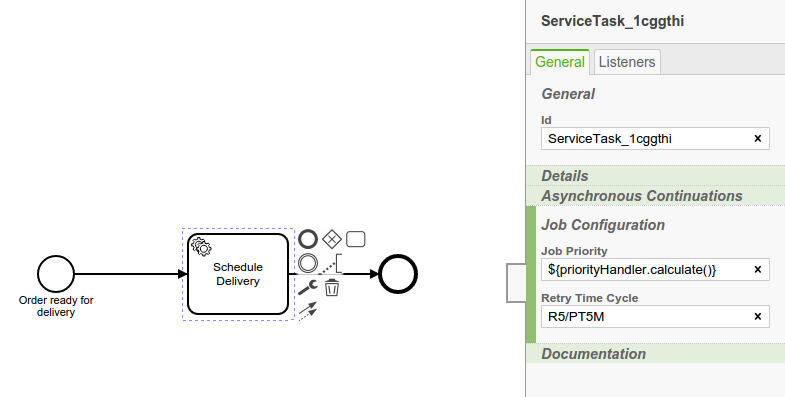 ServiceTask_1cggthi
General Listeners
General
Id
ServiceTask_1cggthi
Details
Asynchronous Continuations
Job Configuration
Job Priority
${priorityHandler.calculate()}
Retry Time Cycle
R5/PT5M
Documentation
Schedule
Delivery
Order ready for
delivery